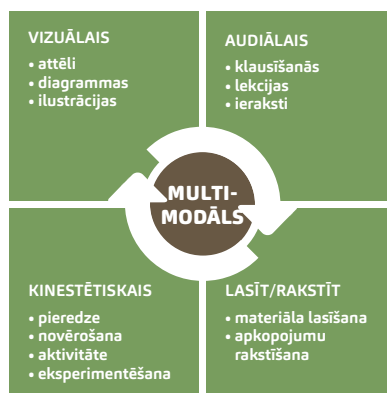 VIZUĀLAIS
• attēli
• diagrammas
• ilustrācijas
AUDIĀLAIS
• klausīšanās
• lekcijas
• ieraksti
MULTI-
MODĀLS
KINESTĒTISKAIS
• pieredze
• novērošana
• aktivitāte
• eksperimentēšana
LASĪT/RAKSTĪT
• materiāla lasīšana
• apkopojumu
rakstīšana